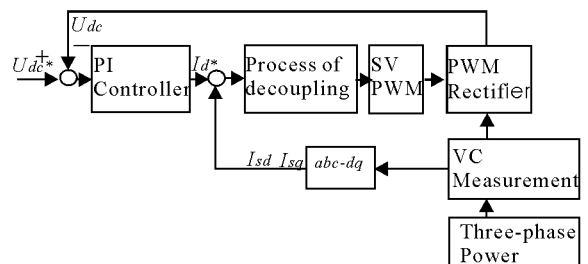 Udc
+
−
Udc*
PI
Controller
Id*
Process of
decoupling
SV
PWM
PWM
Rectifier
Isd Isq
abc-dq
VC
Measurement
Three-phase
Power